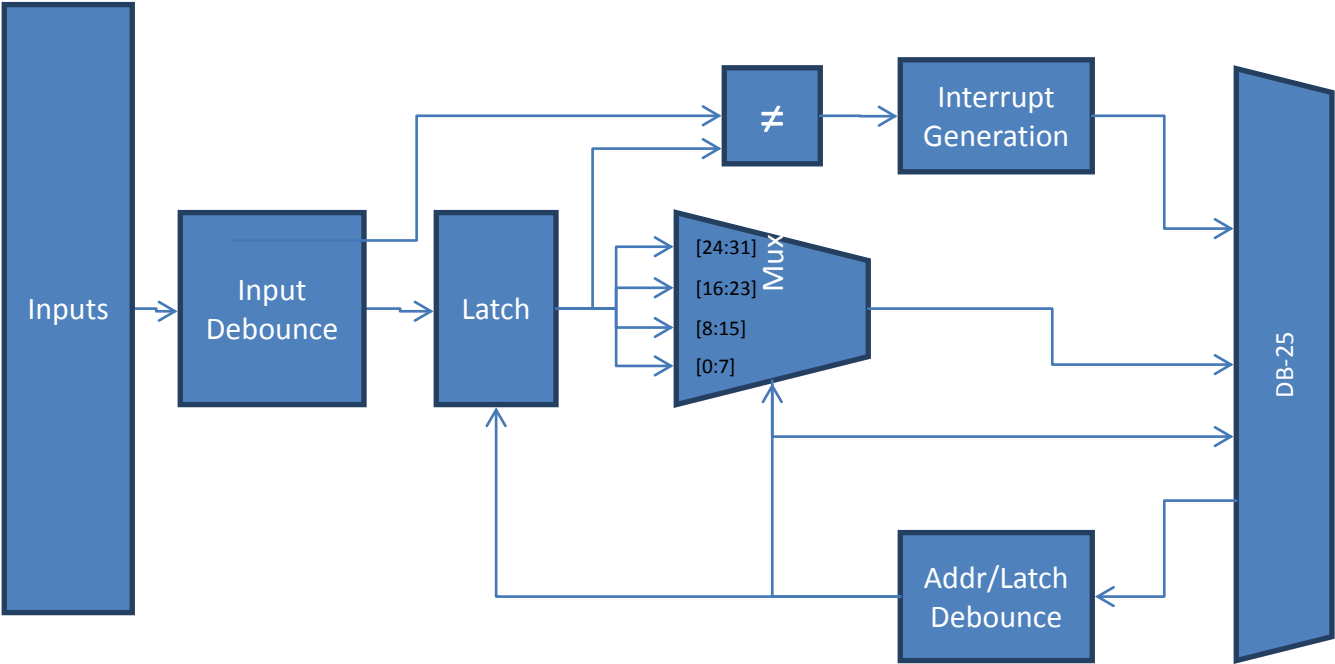 Inputs
Input
Debounce
Latch
≠
Interrupt
Generation
Mux
[24:31]
[16:23]
[8:15]
[0:7]
DB-25
Addr/Latch
Debounce